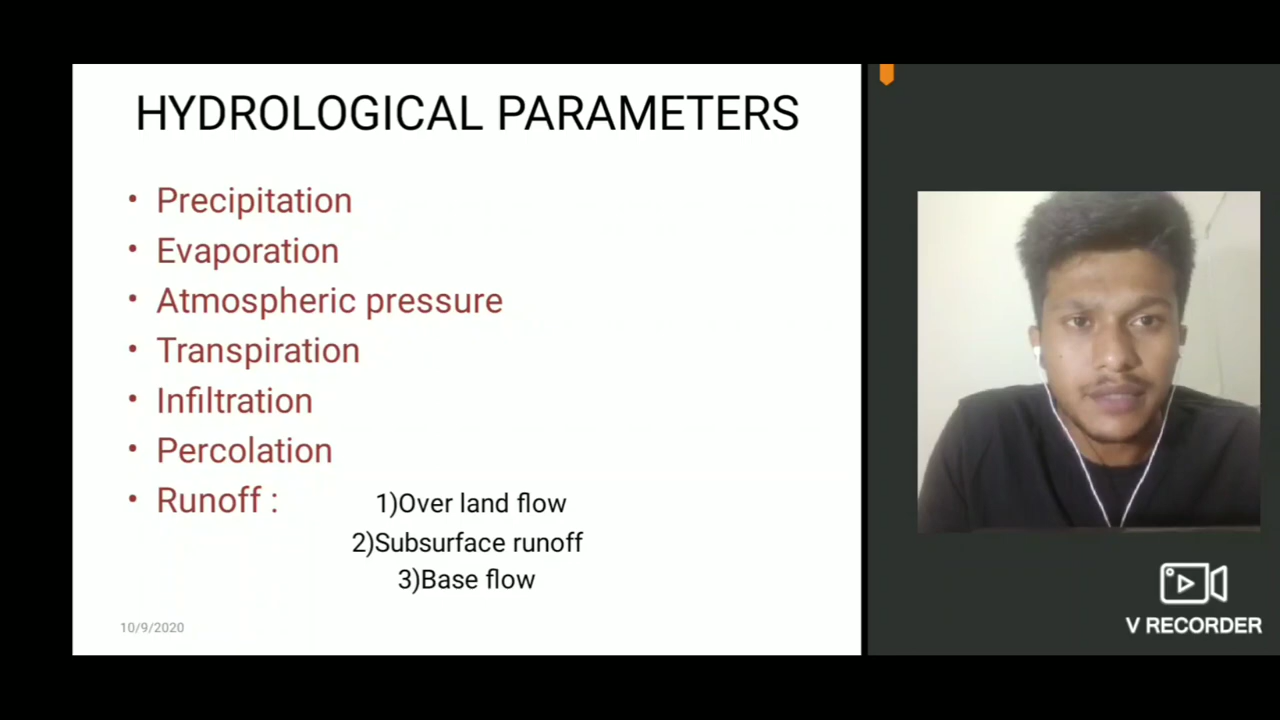 HYDROLOGICAL PARAMETERS
• Precipitation
• Evaporation
• Atmospheric pressure
• Transpiration
• Infiltration
• Percolation
• Runoff : 1)Over land flow
2)Subsurface runoff
3)Base flow
10/9/2020
V RECORDER